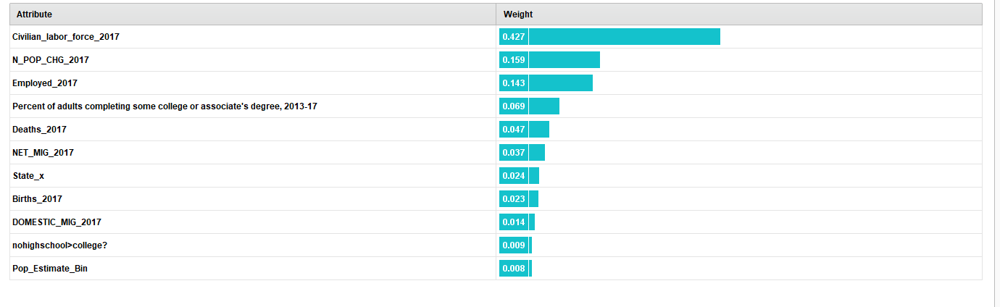 Attribute Weight
Civilian_labor_force_2017 0.427
N_POP_CHG_2017 0.159
Employed_2017 0.143
Percent of adults completing some college or associate's degree, 2013-17 0.069
Deaths_2017 0.047
NET_MIG_2017 0.037
State_x 0.024
Births_2017 0.023
DOMESTIC_MIG_2017 0.014
nohighschool>college? 0.009
Pop_Estimate_Bin 0.008